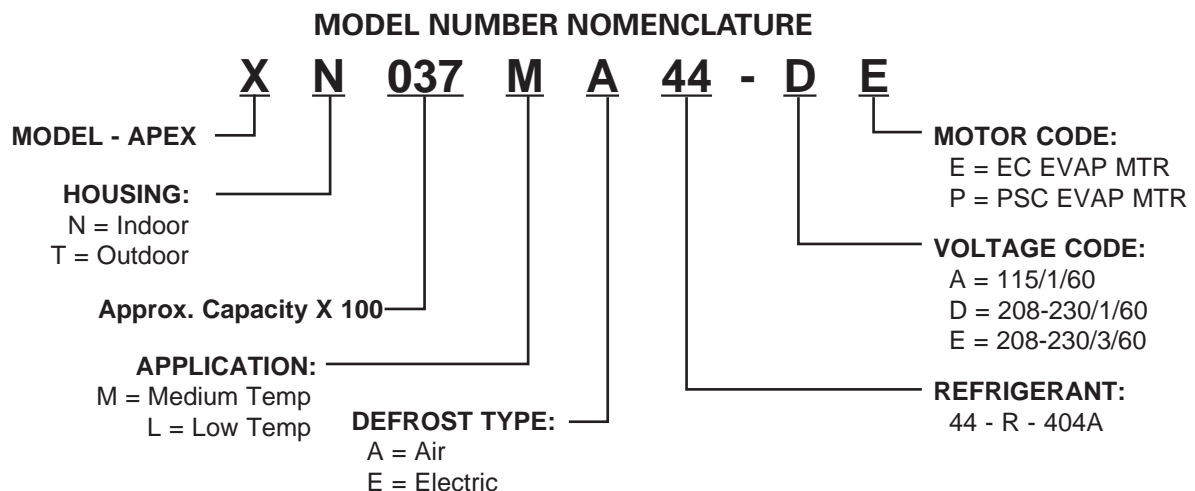 MODEL NUMBER NOMENCLATURE
X N 037 M A 44 - D E
MODEL - APEX
HOUSING:
N = Indoor
T = Outdoor
Approx. Capacity X 100
APPLICATION:
M = Medium Temp
L = Low Temp
DEFROST TYPE:
A = Air
E = Electric
MOTOR CODE:
E = EC EVAP MTR
P = PSC EVAP MTR
VOLTAGE CODE:
A = 115/1/60
D = 208-230/1/60
E = 208-230/3/60
REFRIGERANT:
44 - R - 404A